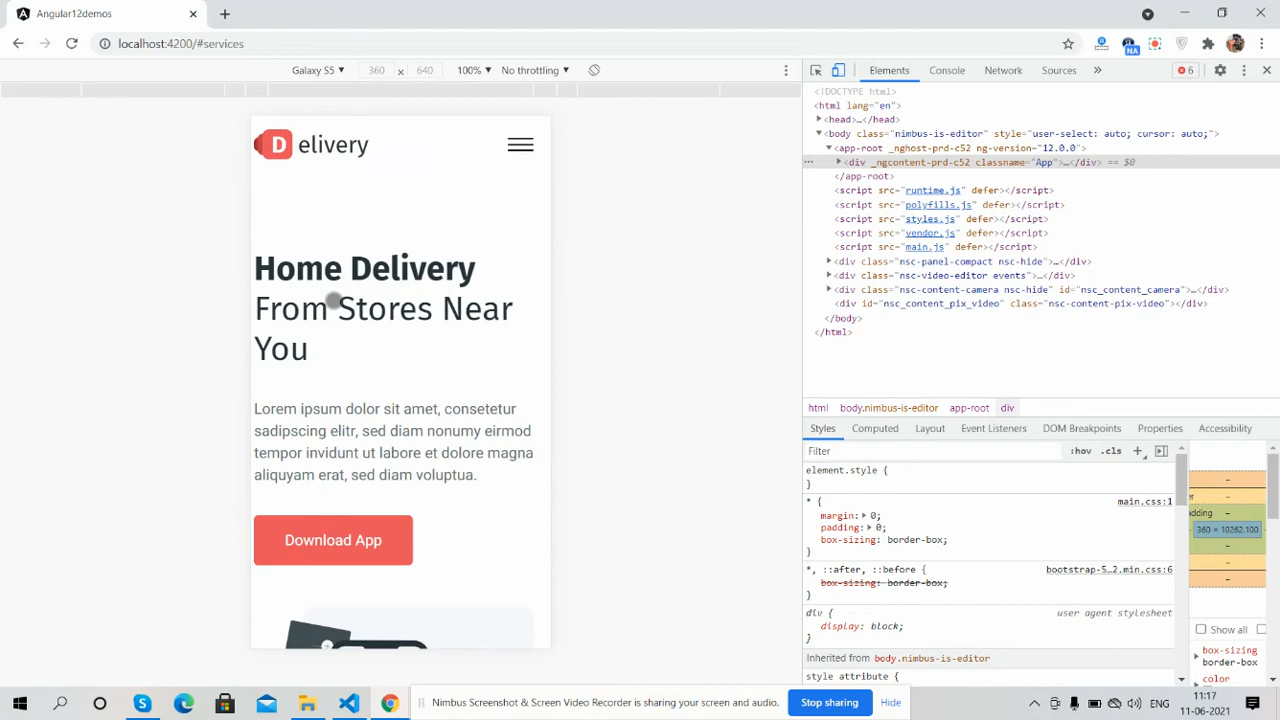 Angular12demos
localhost:4200/#services
NA
Galaxy S5 360 x 640 100% No throttling
Elements Console Network Sources » 6
D elivery
Home Delivery
From Stores Near
You
Lorem ipsum dolor sit amet, consetetur
sadipscing elitr, sed diam nonumy eirmod
tempor invidunt ut labore et dolore magna
aliquyam erat, sed diam voluptua.
Download App
<!DOCTYPE html>
<html lang="en">
<head>…</head>
<body class="nimbus-is-editor" style="user-select: auto; cursor: auto;">
<app-root _nghost-prd-c52 ng-version="12.0.0">
<div _ngcontent-prd-c52 classname="App">…</div> == $0
</app-root>
<script src="runtime.js" defer></script>
<script src="polyfills.js" defer></script>
<script src="styles.js" defer></script>
<script src="vendor.js" defer></script>
<script src="main.js" defer></script>
<div class="nsc-panel-compact nsc-hide">…</div>
<div class="nsc-video-editor events">…</div>
<div class="nsc-content-camera nsc-hide" id="nsc_content_camera">…</div>
<div id="nsc_content_pix_video" class="nsc-content-pix-video"></div>
</body>
</html>
html body.nimbus-is-editor app-root div
Styles Computed Layout Event Listeners DOM Breakpoints Properties Accessibility
Filter :hov .cls +
element.style {
}
* { main.css:1
margin: 0;
padding: 0;
box-sizing: border-box;
}
*, ::after, ::before { bootstrap-5…2.min.css:6
box-sizing: border-box;
}
div { user agent stylesheet
display: block;
}
Inherited from body.nimbus-is-editor
style attribute {
adding
360 × 10262.100
Show all
box-sizing
border-box
color
Nimbus Screenshot & Screen Video Recorder is sharing your screen and audio. Stop sharing Hide
ENG
11:17
11-06-2021